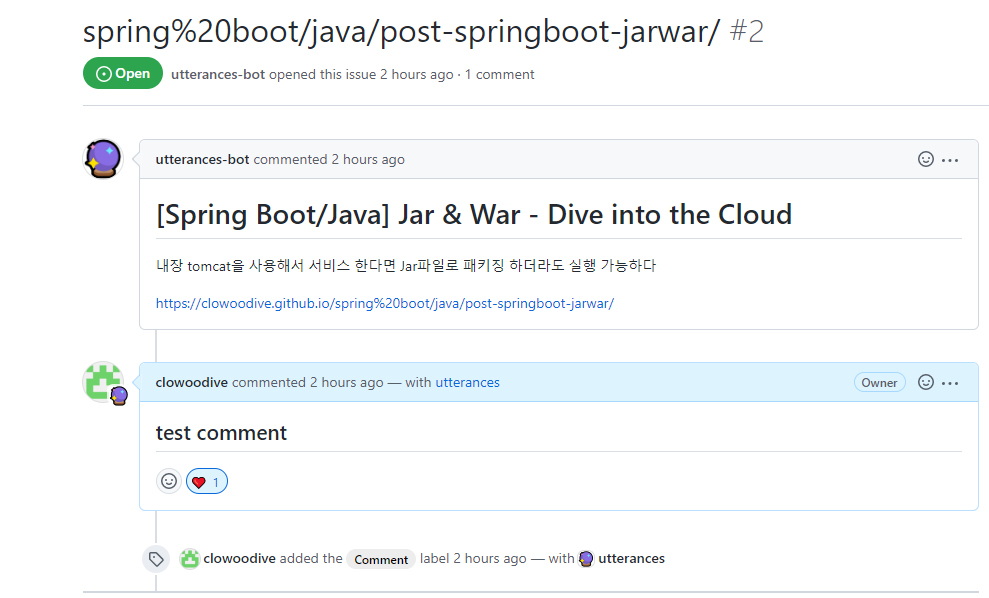 spring%20boot/java/post-springboot-jarwar/ #2
Open utterances-bot opened this issue 2 hours ago · 1 comment
utterances-bot commented 2 hours ago
[Spring Boot/Java] Jar & War - Dive into the Cloud
내장 tomcat을 사용해서 서비스 한다면 Jar파일로 패키징 하더라도 실행 가능하다
https://clowoodive.github.io/spring%20boot/java/post-springboot-jarwar/
clowoodive commented 2 hours ago — with utterances Owner
test comment
1
clowoodive added the Comment label 2 hours ago — with utterances